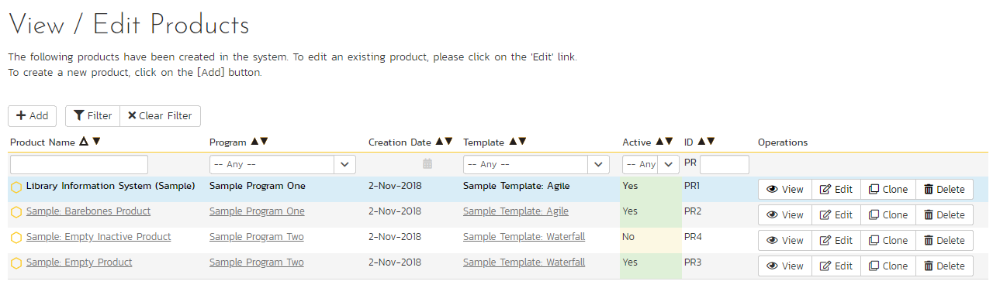 View / Edit Products
The following products have been created in the system. To edit an existing product, please click on the 'Edit' link.
To create a new product, click on the [Add] button.
Add Filter Clear Filter
Product Name Program Creation Date Template Active ID Operations
-- Any -- -- Any -- -- Any PR
Library Information System (Sample) Sample Program One 2-Nov-2018 Sample Template: Agile Yes PR1 View Edit Clone Delete
Sample: Barebones Product Sample Program One 2-Nov-2018 Sample Template: Agile Yes PR2 View Edit Clone Delete
Sample: Empty Inactive Product Sample Program Two 2-Nov-2018 Sample Template: Waterfall No PR4 View Edit Clone Delete
Sample: Empty Product Sample Program Two 2-Nov-2018 Sample Template: Waterfall Yes PR3 View Edit Clone Delete